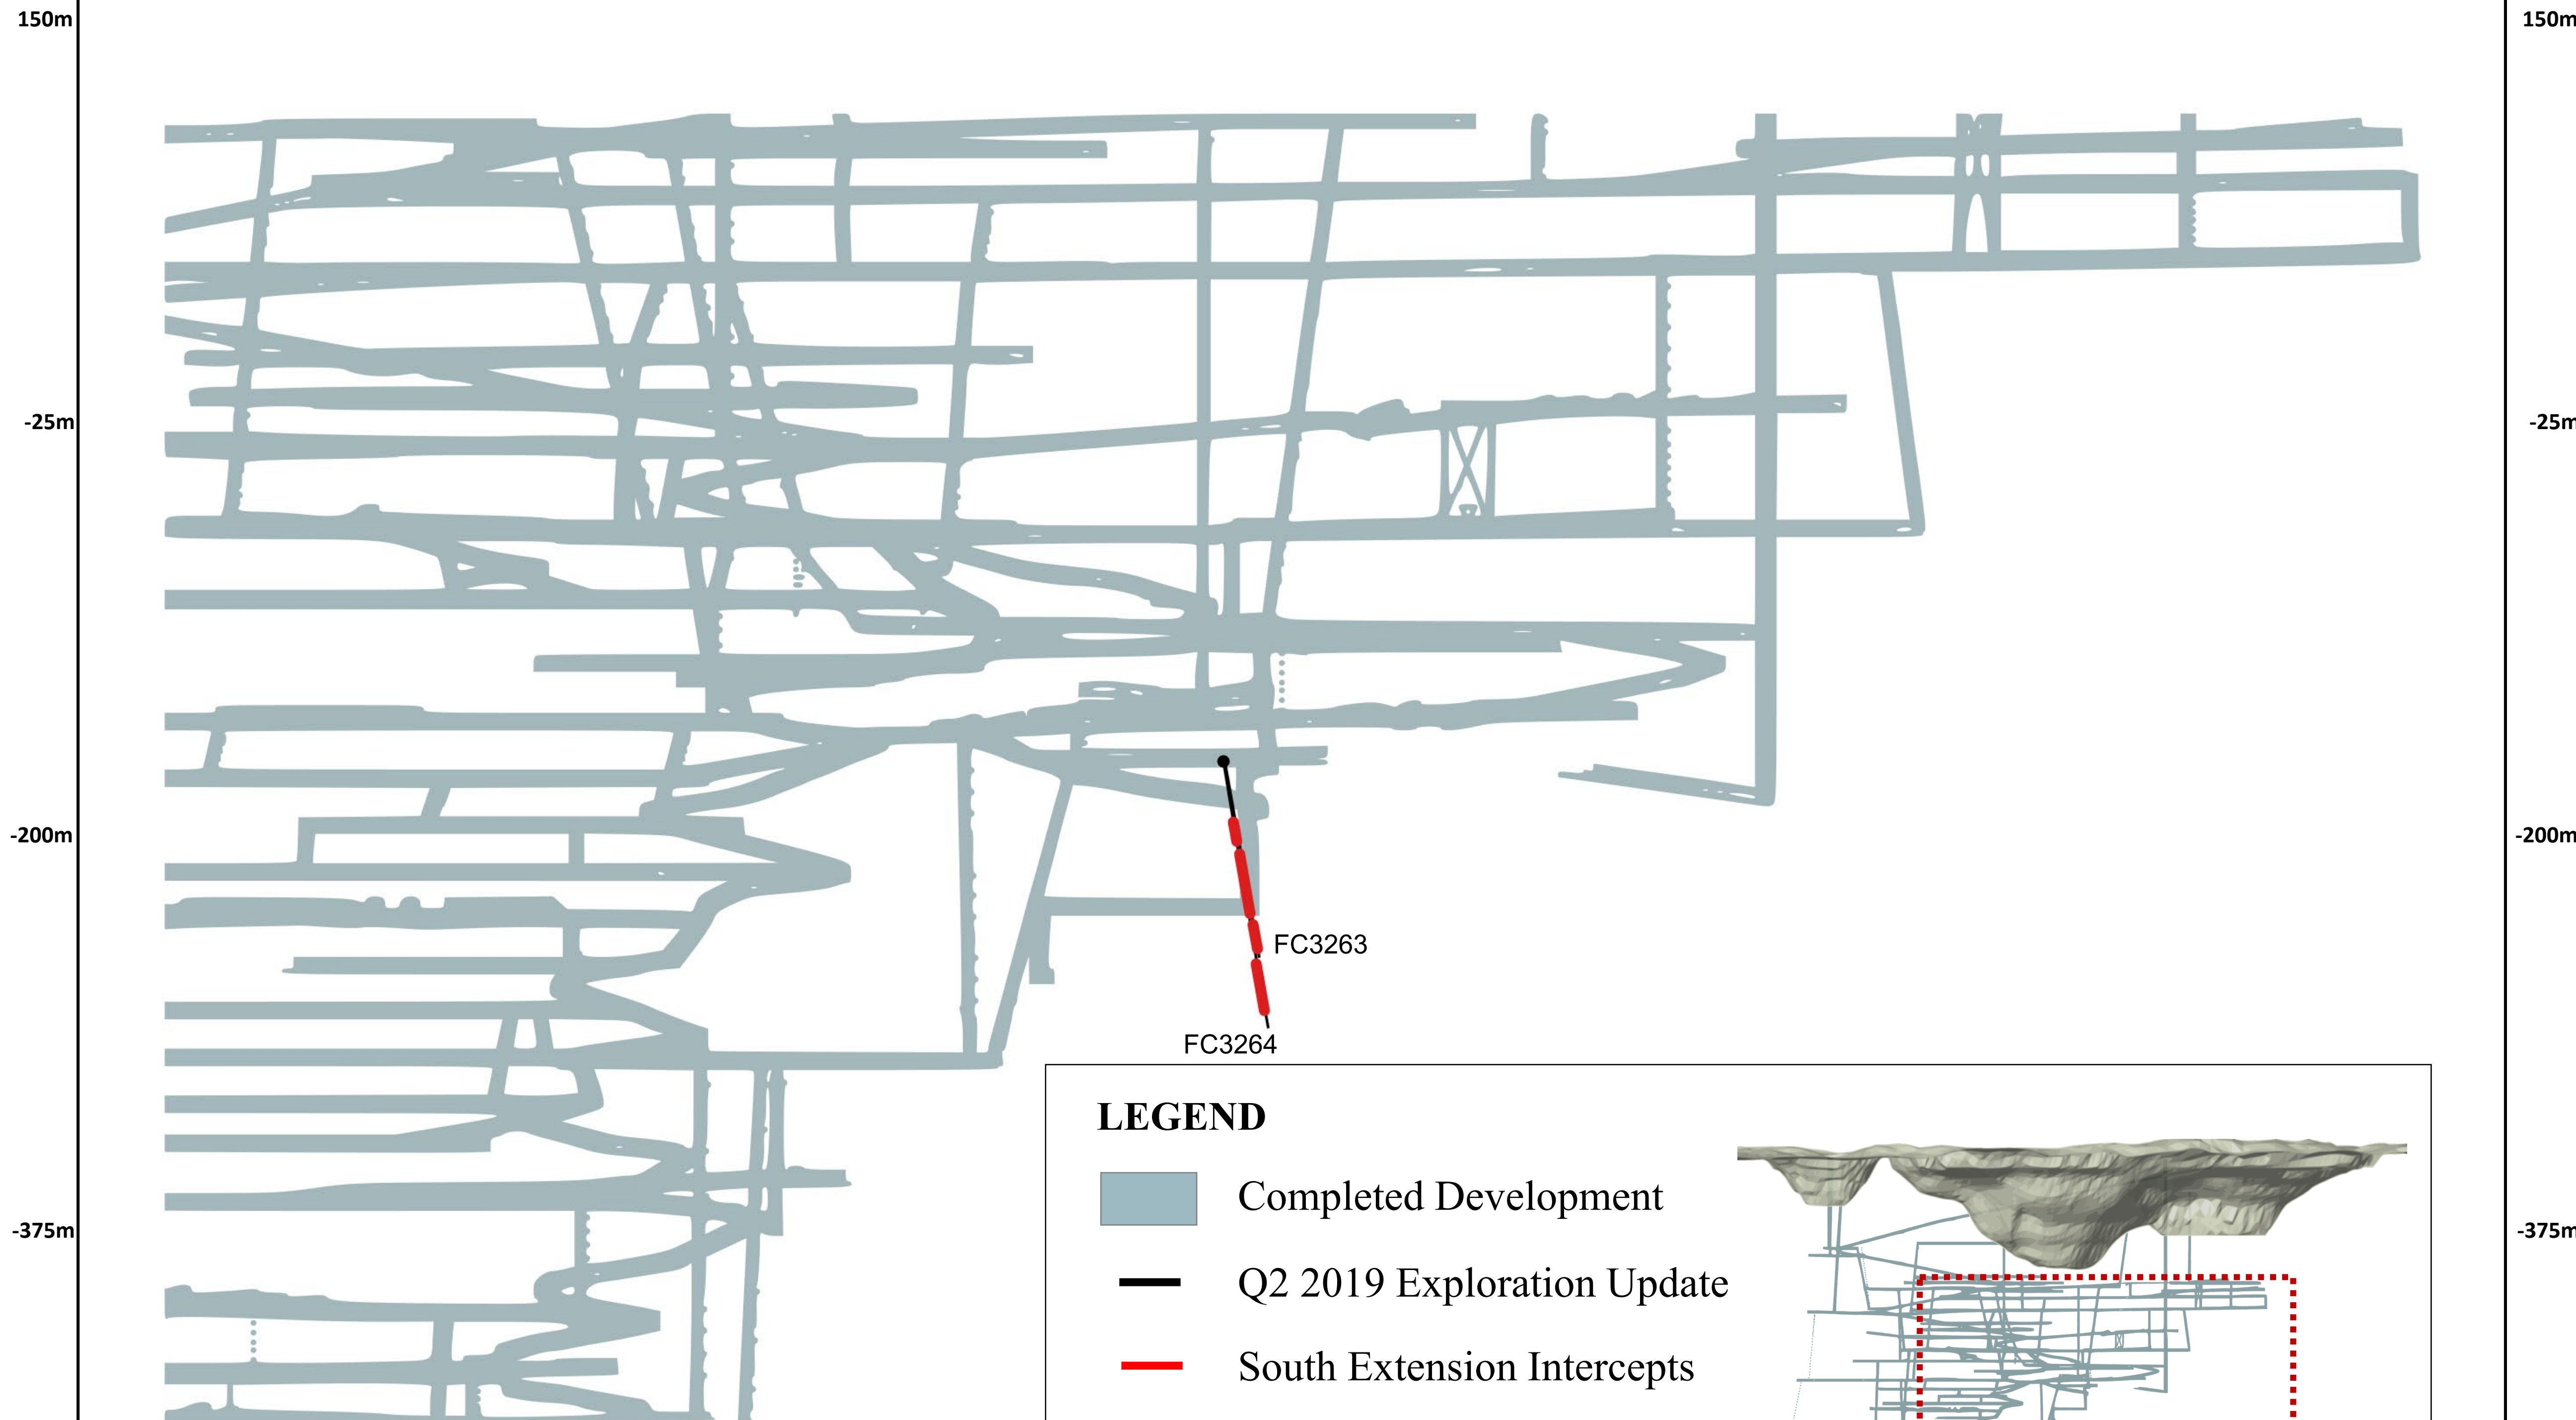 150m
150m
-25m
-25m
-200m
-200m
FC3263
FC3264
LEGEND
Completed Development
-375m
-375m
Q2 2019 Exploration Update
South Extension Intercepts